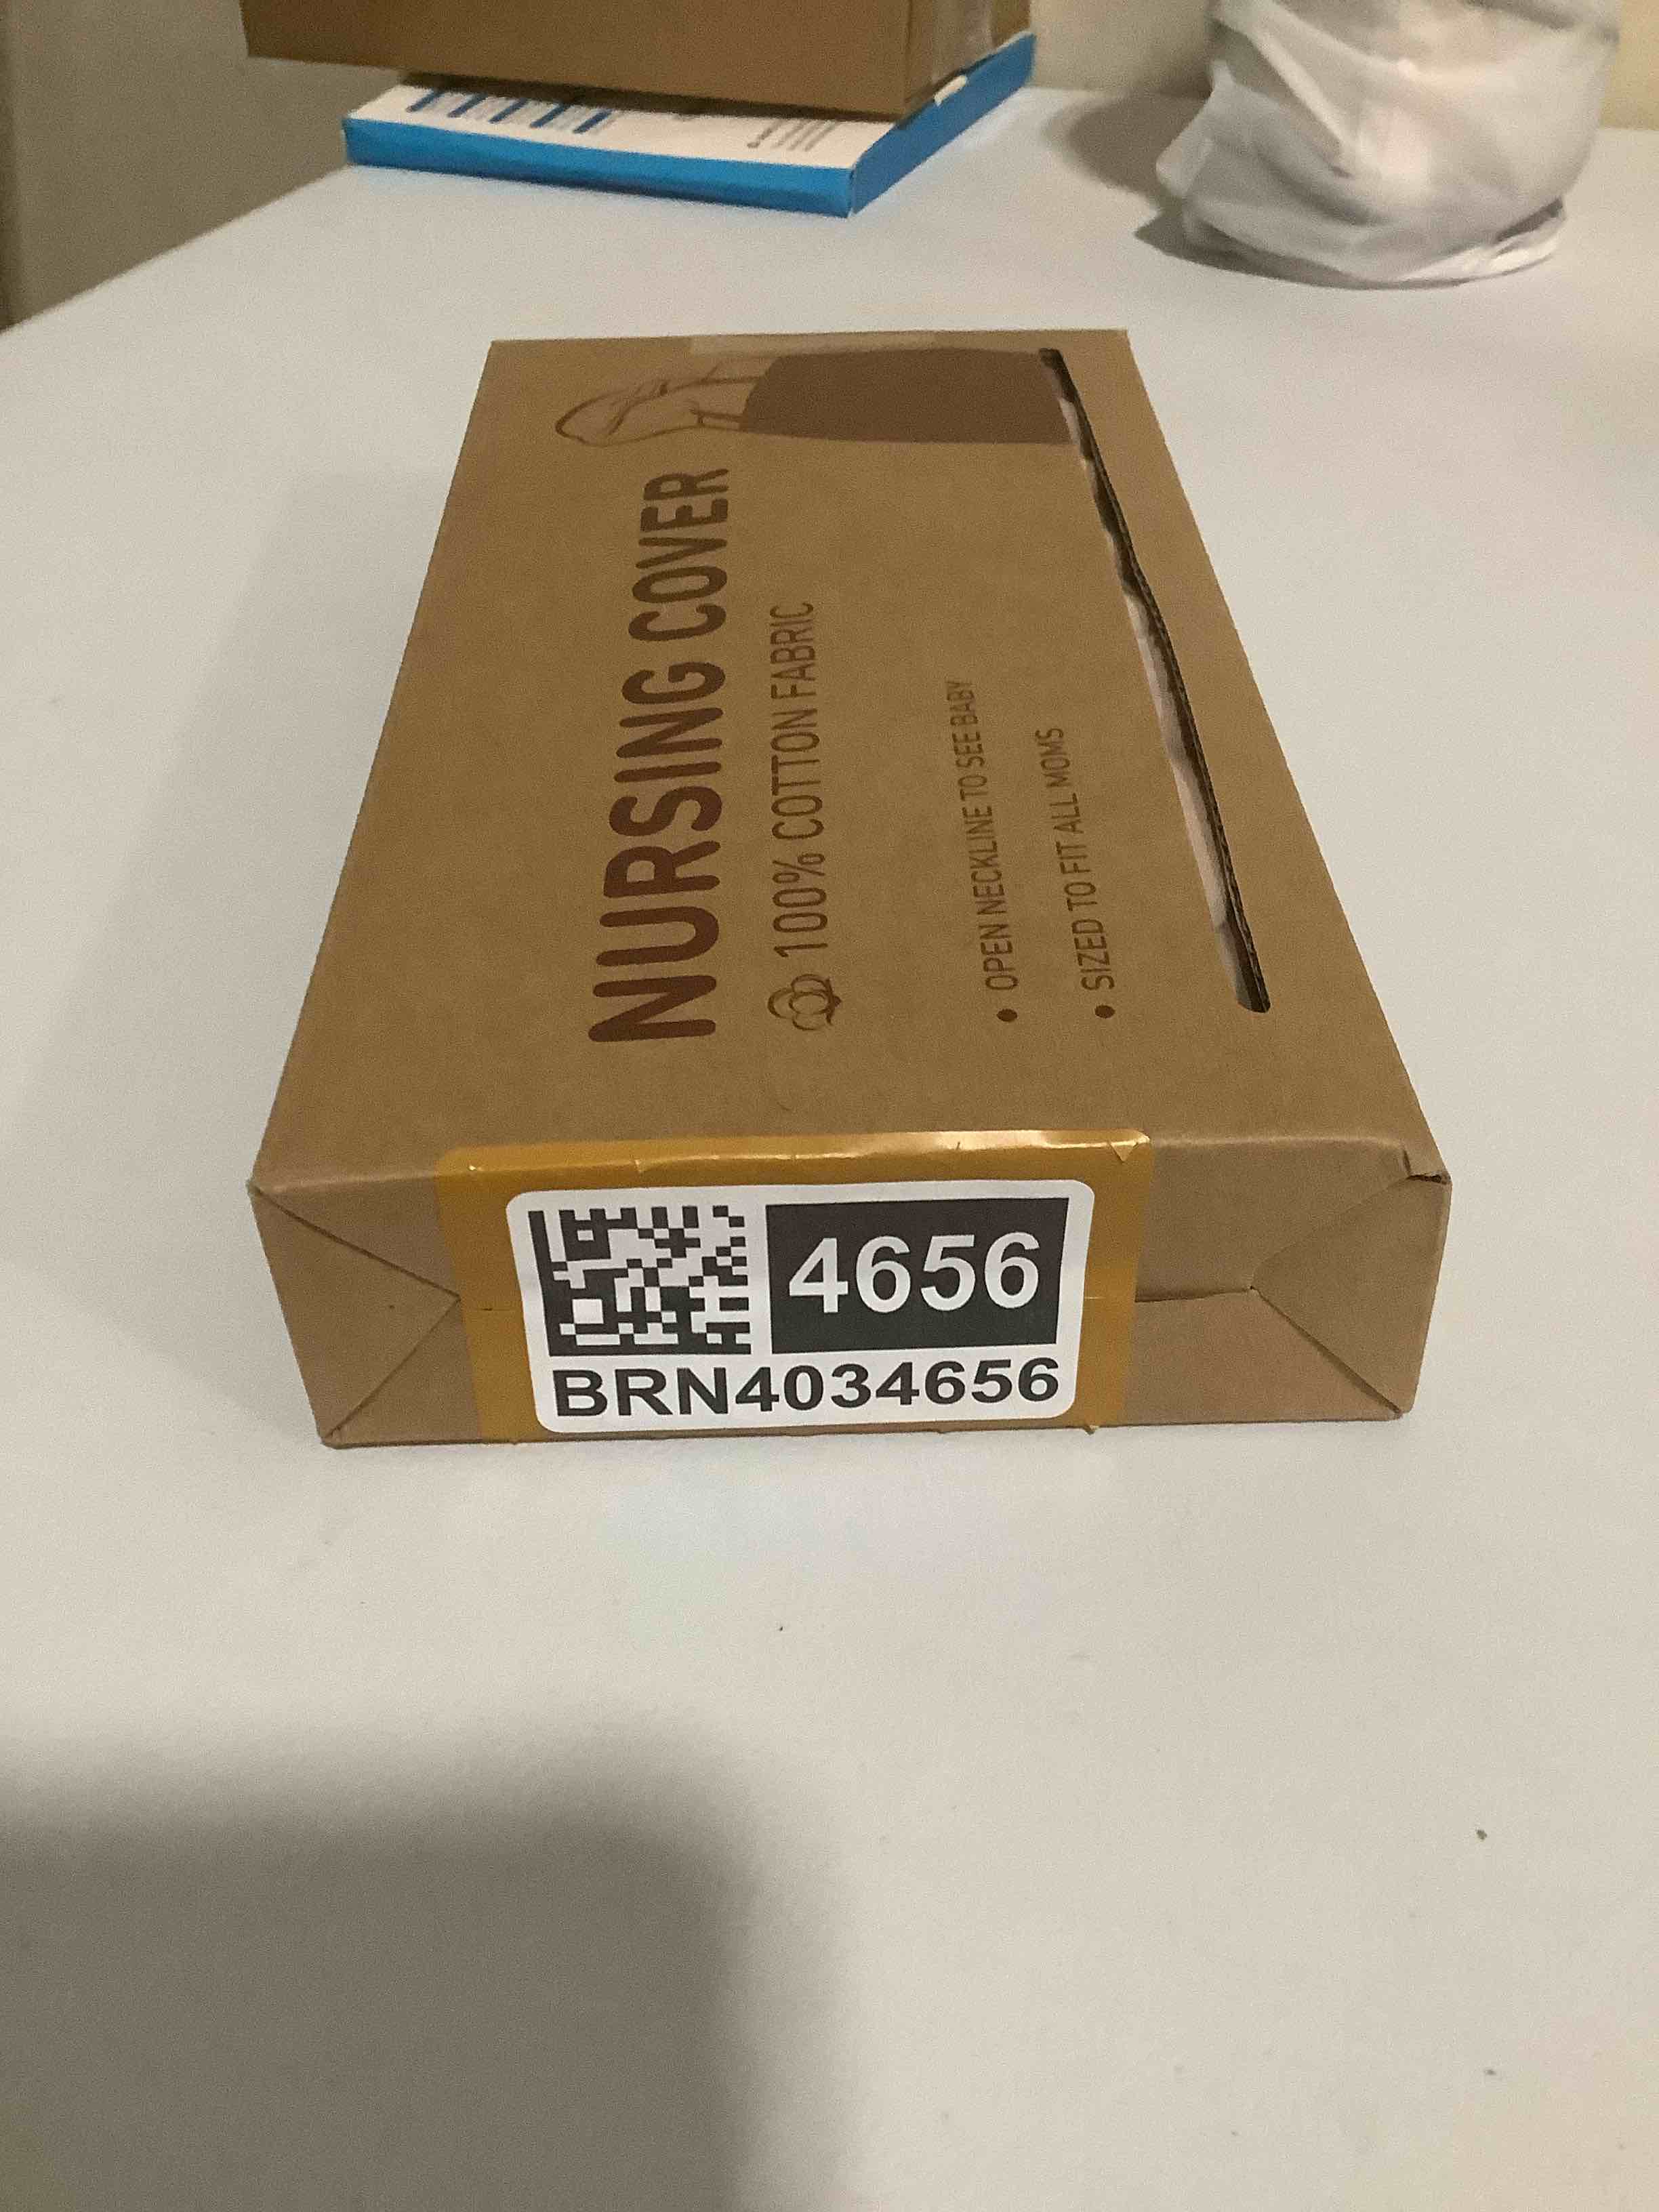 NURSING COVER
100% COTTON FABRIC
• OPEN NECKLINE TO SEE BABY
• SIZED TO FIT ALL MOMS
4656
BRN4034656